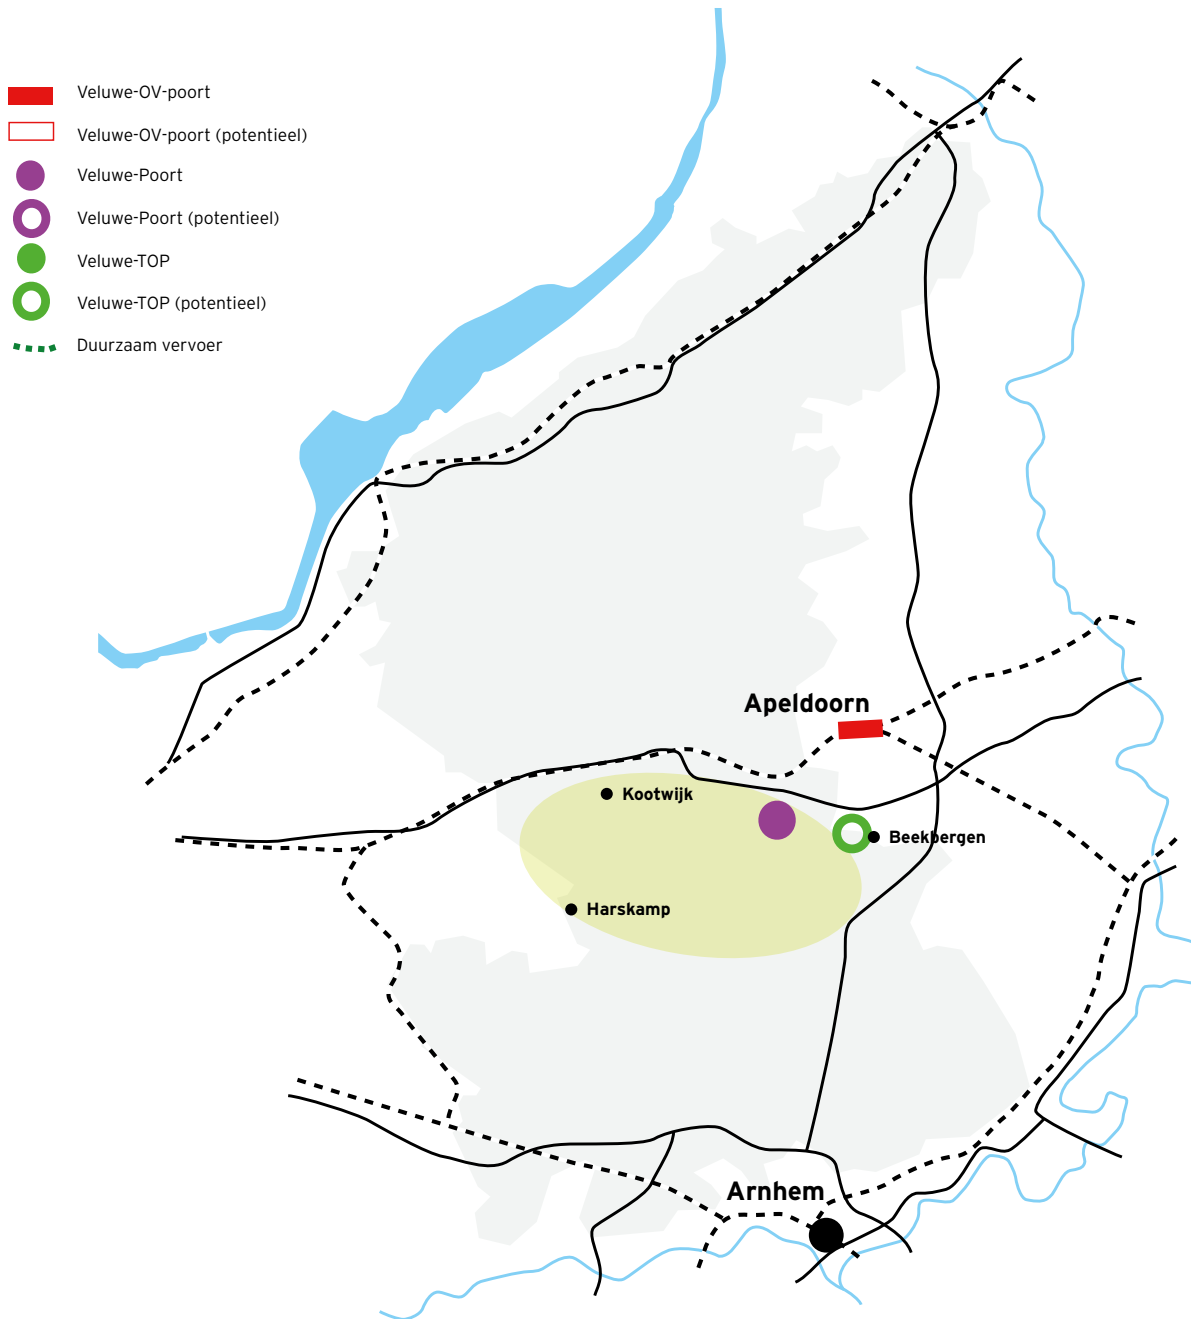 Veluwe-OV-poort
Veluwe-OV-poort (potentieel)
Veluwe-Poort
Veluwe-Poort (potentieel)
Veluwe-TOP
Veluwe-TOP (potentieel)
Duurzaam vervoer
Apeldoorn
Kootwijk
Beekbergen
Harskamp
Arnhem